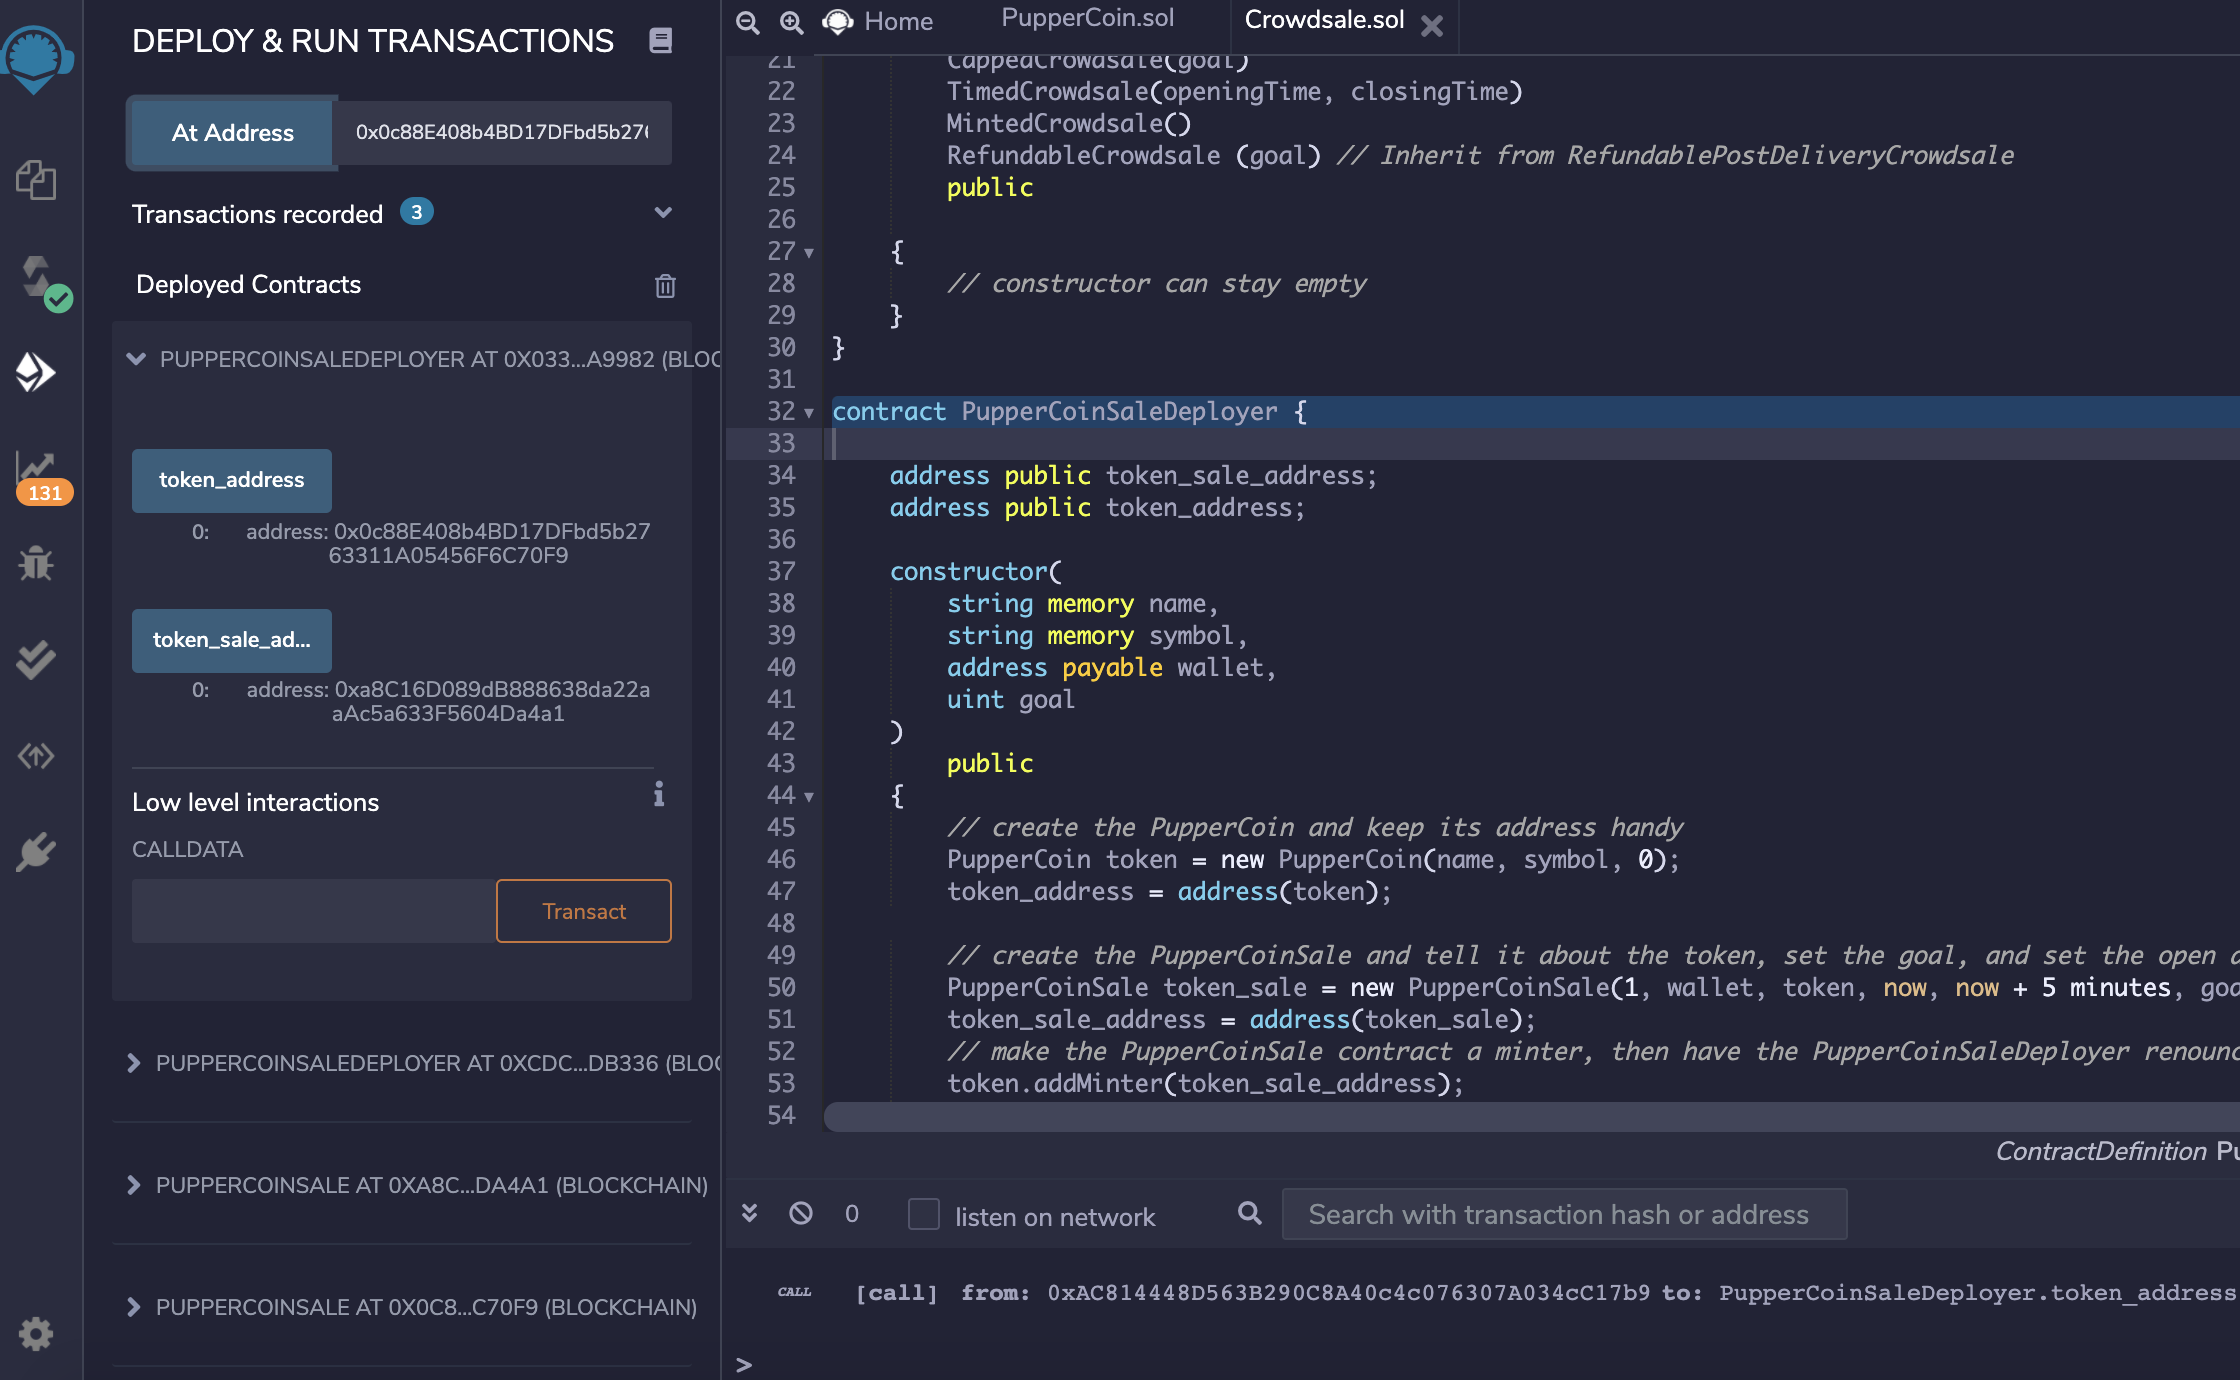 DEPLOY & RUN TRANSACTIONS
At Address
0x0c88E408b4BD17DFbd5b276
Transactions recorded 3
Deployed Contracts
PUPPERCOINSALEDEPLOYER AT 0X033...A9982 (BLOC
token_address
0: address: 0x0c88E408b4BD17DFbd5b27
63311A05456F6C70F9
token_sale_ad...
0: address: 0xa8C16D089dB888638da22a
aAc5a633F5604Da4a1
Low level interactions
CALLDATA
Transact
PUPPERCOINSALEDEPLOYER AT 0XCDC...DB336 (BLOC
PUPPERCOINSALE AT 0XA8C...DA4A1 (BLOCKCHAIN)
PUPPERCOINSALE AT 0X0C8...C70F9 (BLOCKCHAIN)
131
Home
PupperCoin.sol
Crowdsale.sol
21 CappedCrowdsale(goal)
22 TimedCrowdsale(openingTime, closingTime)
23 MintedCrowdsale()
24 RefundableCrowdsale (goal) // Inherit from RefundablePostDeliveryCrowdsale
25 public
26
27 {
28 // constructor can stay empty
29 }
30 }
31
32 contract PupperCoinSaleDeployer {
33
34 address public token_sale_address;
35 address public token_address;
36
37 constructor(
38 string memory name,
39 string memory symbol,
40 address payable wallet,
41 uint goal
42 )
43 public
44 {
45 // create the PupperCoin and keep its address handy
46 PupperCoin token = new PupperCoin(name, symbol, 0);
47 token_address = address(token);
48
49 // create the PupperCoinSale and tell it about the token, set the goal, and set the open a
50 PupperCoinSale token_sale = new PupperCoinSale(1, wallet, token, now, now + 5 minutes, goa
51 token_sale_address = address(token_sale);
52 // make the PupperCoinSale contract a minter, then have the PupperCoinSaleDeployer renounc
53 token.addMinter(token_sale_address);
54
ContractDefinition Pu
0
listen on network
Search with transaction hash or address
CALL [call] from: 0xAC814448D563B290C8A40c4c076307A034cC17b9 to: PupperCoinSaleDeployer.token_address
>